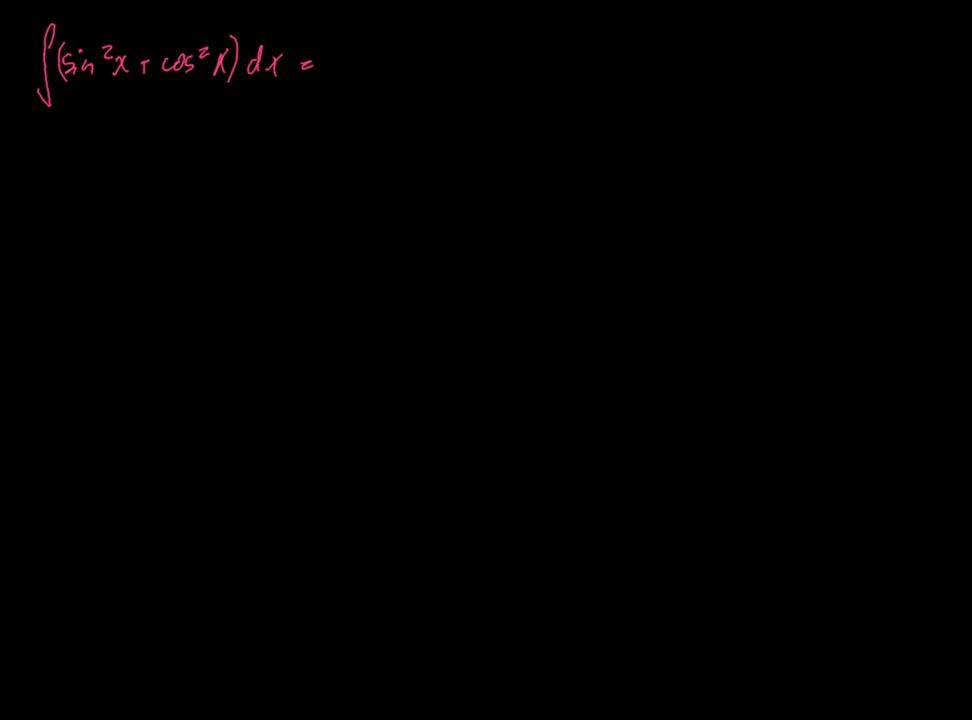 ∫(sin²x + cos²x) dx =